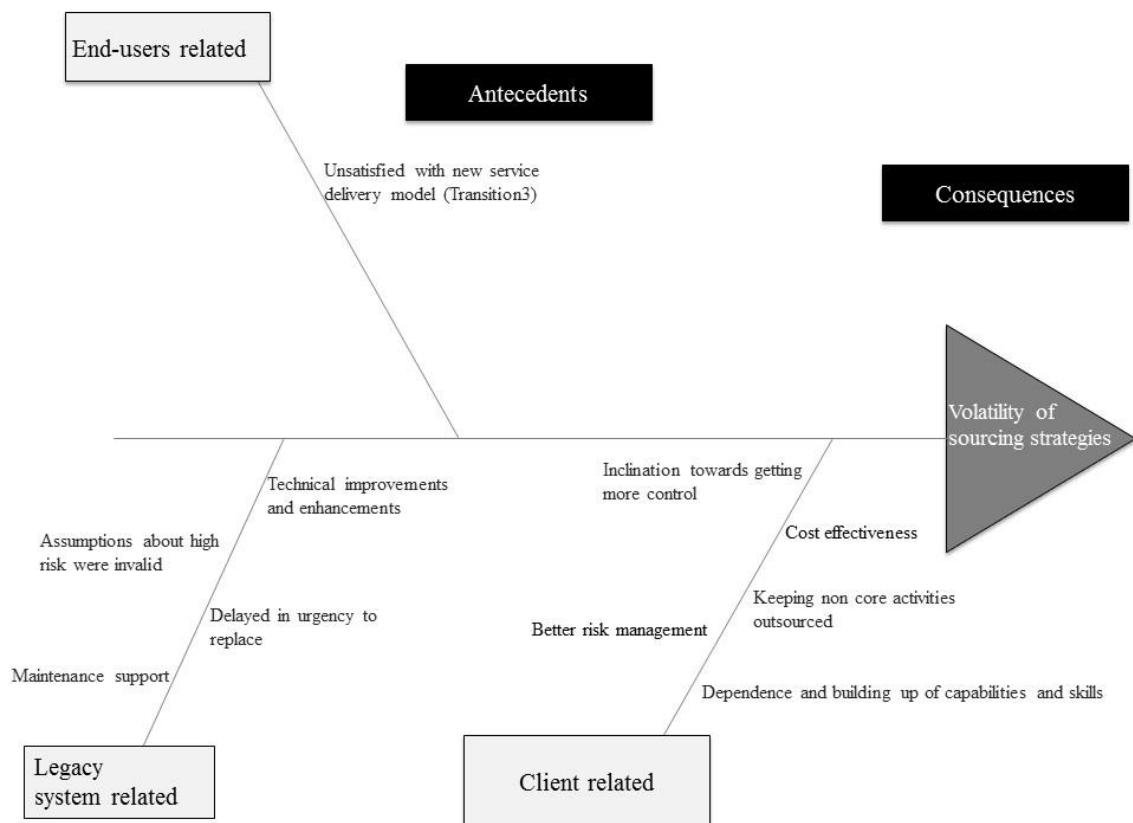 End-users related
Antecedents
Unsatisfied with new service
delivery model (Transition3)
Consequences
Volatility of
sourcing strategies
Technical improvements
and enhancements
Inclination towards getting
more control
Assumptions about high
risk were invalid
Cost effectiveness
Delayed in urgency to
replace
Keeping non core activities
outsourced
Better risk management
Maintenance support
Dependence and building up of capabilities and skills
Legacy
system related
Client related